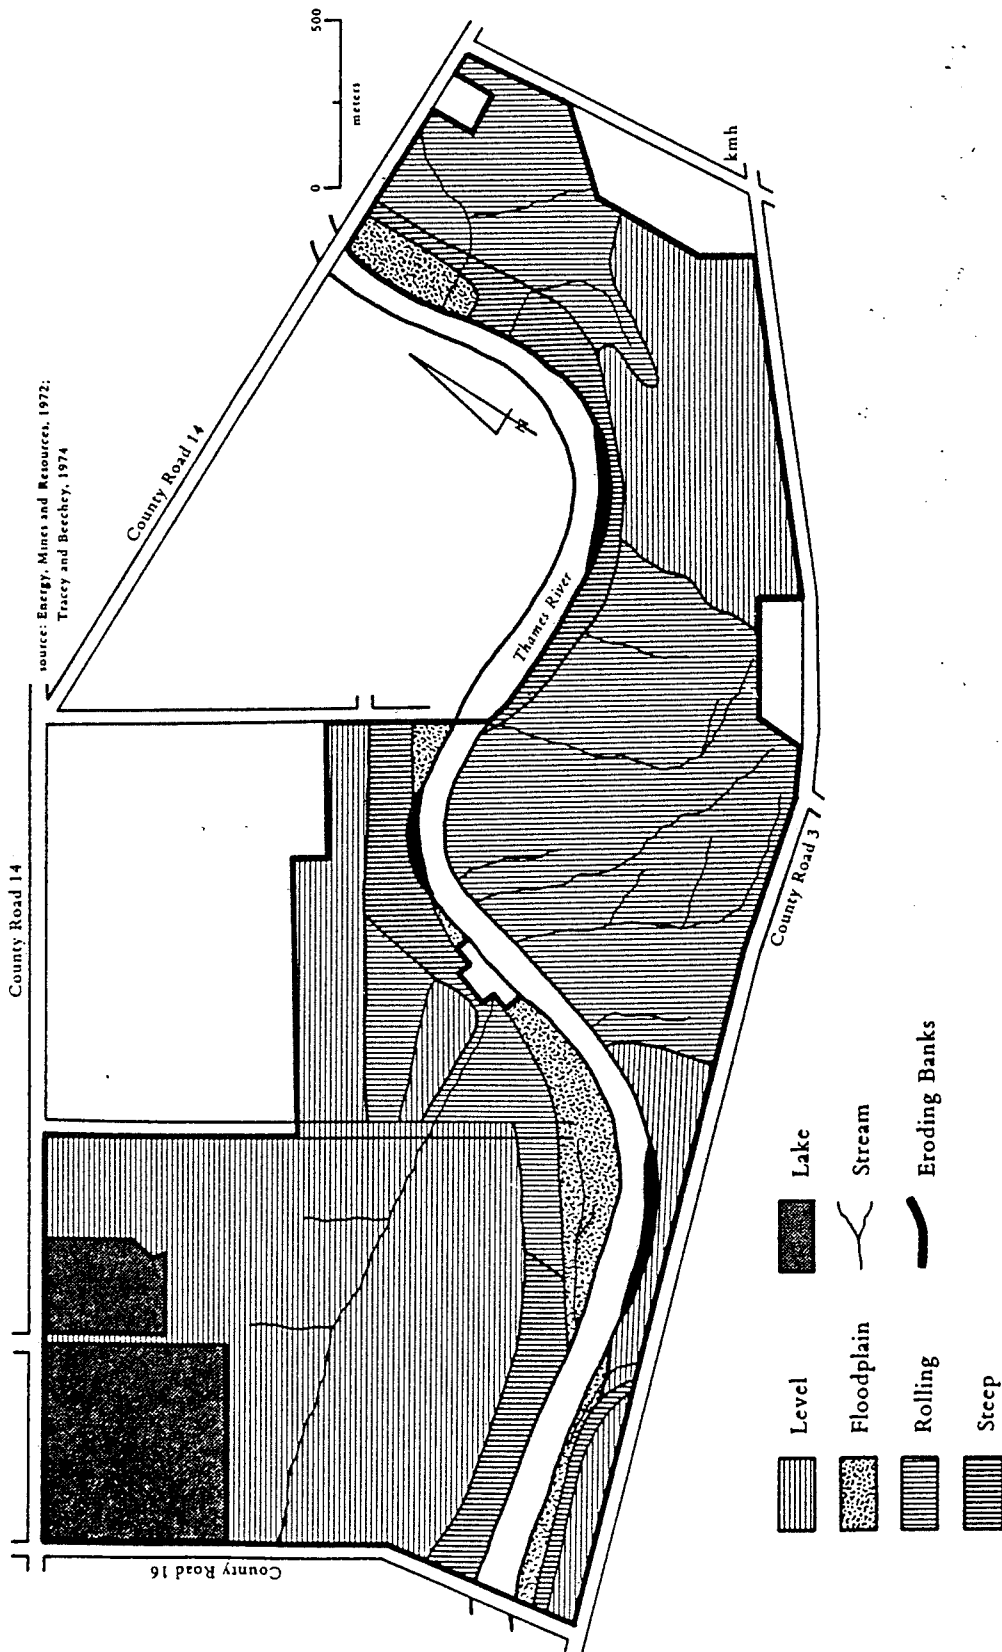 source: Energy, Mines and Resources, 1972;
Tracey and Beechey, 1974
County Road 14
County Road 14
0 500
meters
N
Thames River
kmh
County Road 3
County Road 16
Level
Floodplain
Rolling
Steep
Lake
Stream
Eroding Banks